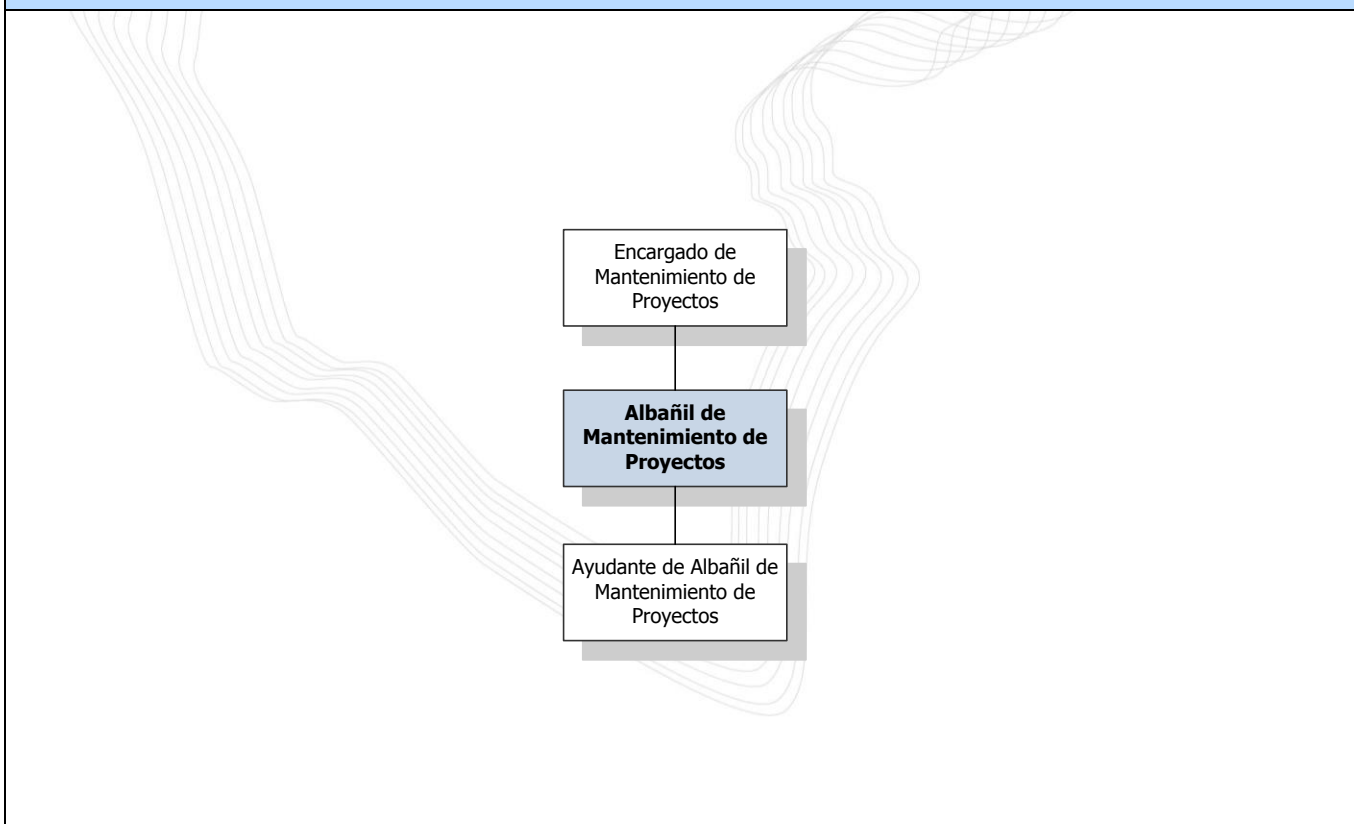 Encargado de
Mantenimiento de
Proyectos
Albañil de
Mantenimiento de
Proyectos
Ayudante de Albañil de
Mantenimiento de
Proyectos